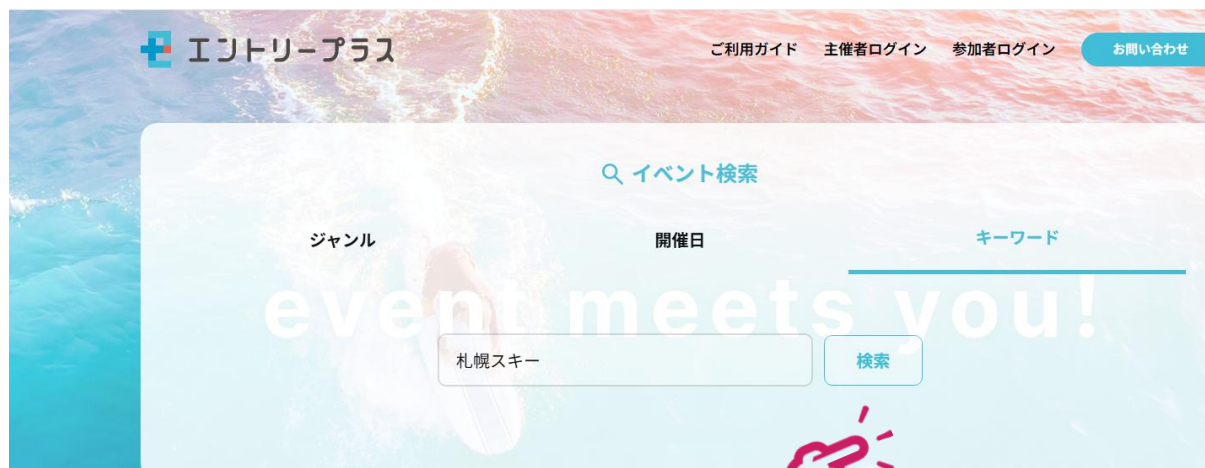 エントリープラス
ご利用ガイド 主催者ログイン 参加者ログイン お問い合わせ
イベント検索
ジャンル 開催日 キーワード
event meets you!
札幌スキー 検索